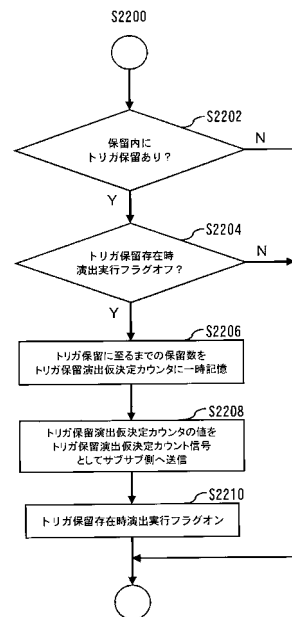 S2200
S2202
保留内に
トリガ保留あり?
N
Y
S2204
トリガ保留存在時
演出実行フラグオフ?
N
Y
S2206
トリガ保留に至るまでの保留数を
トリガ保留演出仮決定カウンタに一時記憶
S2208
トリガ保留演出仮決定カウンタの値を
トリガ保留演出仮決定カウント信号
としてサブサブ側へ送信
S2210
トリガ保留存在時演出実行フラグオン